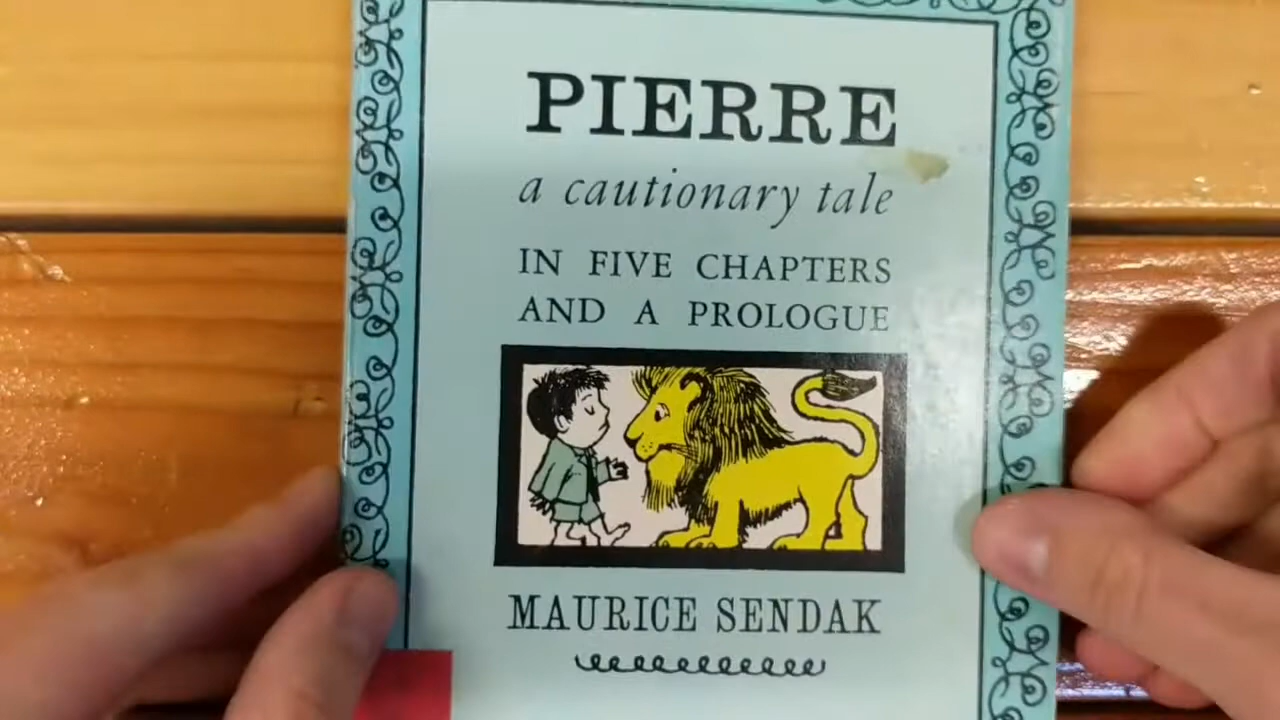 PIERRE
a cautionary tale
IN FIVE CHAPTERS
AND A PROLOGUE
MAURICE SENDAK